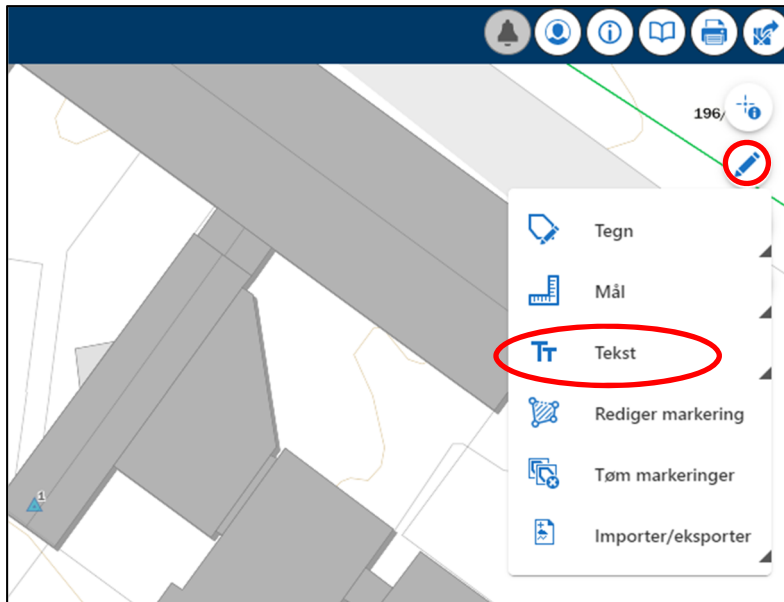 196/
Tegn
Mål
Tekst
Rediger markering
Tøm markeringer
Importer/eksporter
1